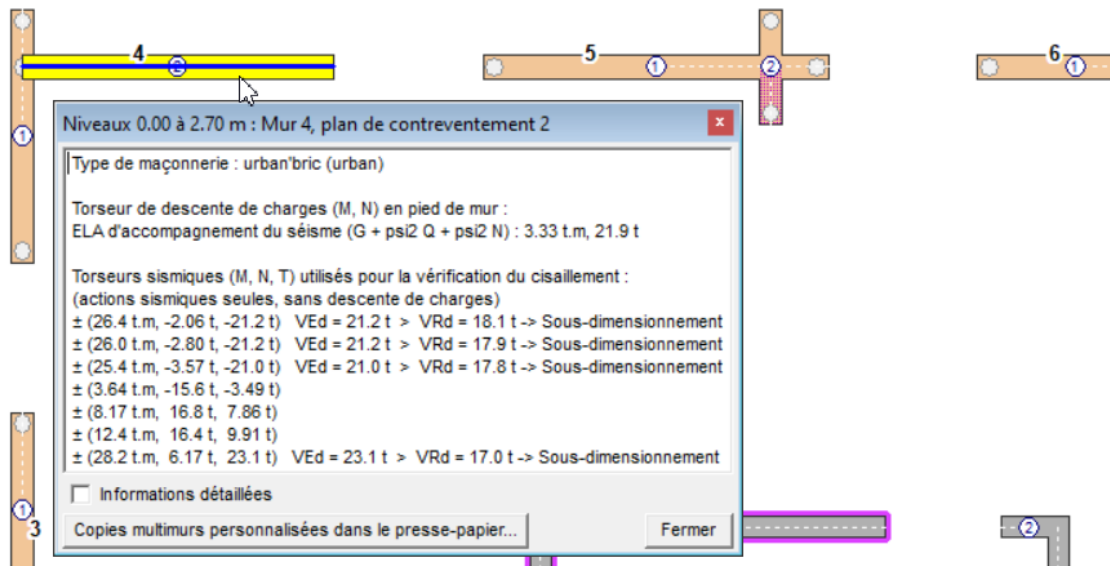 4
5
6
2
1
2
1
1
Niveaux 0.00 à 2.70 m : Mur 4, plan de contreventement 2
x
Type de maçonnerie : urban'bric (urban)
Torseur de descente de charges (M, N) en pied de mur :
ELA d'accompagnement du séisme (G + psi2 Q + psi2 N) : 3.33 t.m, 21.9 t
Torseurs sismiques (M, N, T) utilisés pour la vérification du cisaillement :
(actions sismiques seules, sans descente de charges)
± (26.4 t.m, -2.06 t, -21.2 t) VEd = 21.2 t > VRd = 18.1 t -> Sous-dimensionnement
± (26.0 t.m, -2.80 t, -21.2 t) VEd = 21.2 t > VRd = 17.9 t -> Sous-dimensionnement
± (25.4 t.m, -3.57 t, -21.0 t) VEd = 21.0 t > VRd = 17.8 t -> Sous-dimensionnement
± (3.64 t.m, -15.6 t, -3.49 t)
± (8.17 t.m, 16.8 t, 7.86 t)
± (12.4 t.m, 16.4 t, 9.91 t)
± (28.2 t.m, 6.17 t, 23.1 t) VEd = 23.1 t > VRd = 17.0 t -> Sous-dimensionnement
Informations détaillées
Copies multimurs personnalisées dans le presse-papier...
Fermer
1
3
2